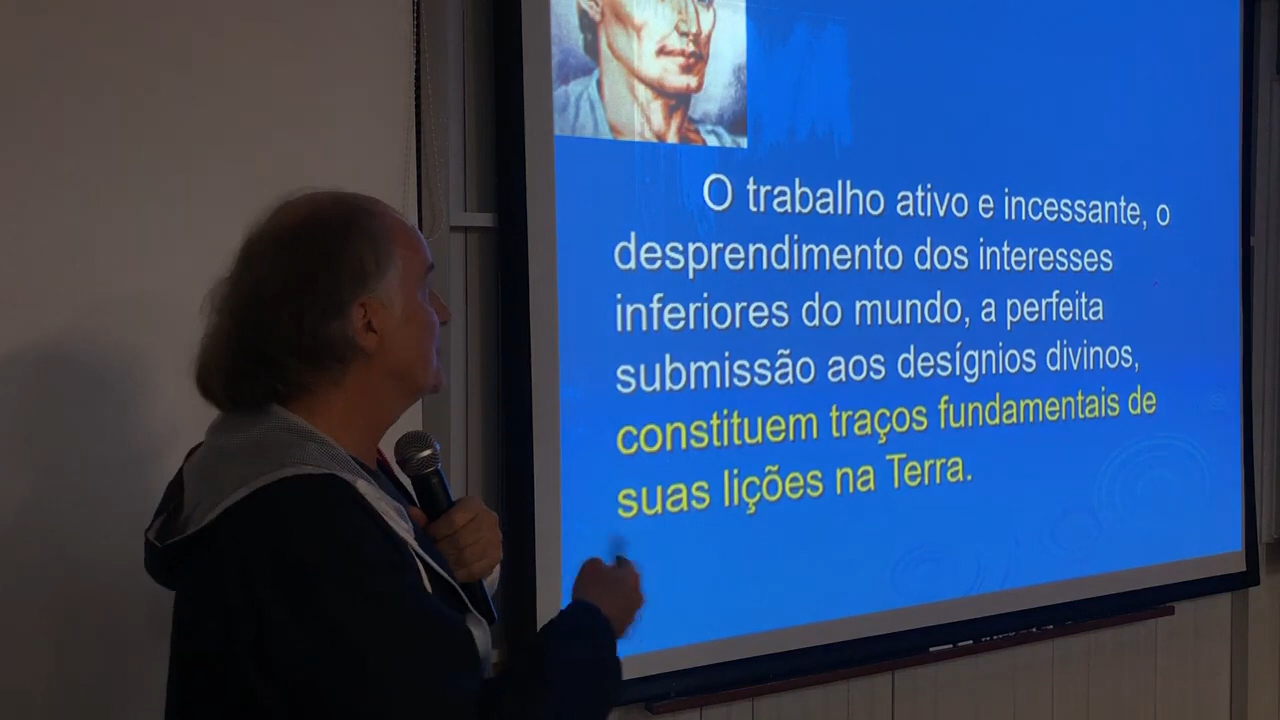 O trabalho ativo e incessante, o
desprendimento dos interesses
inferiores do mundo, a perfeita
submissão aos desígnios divinos,
constituem traços fundamentais de
suas lições na Terra.